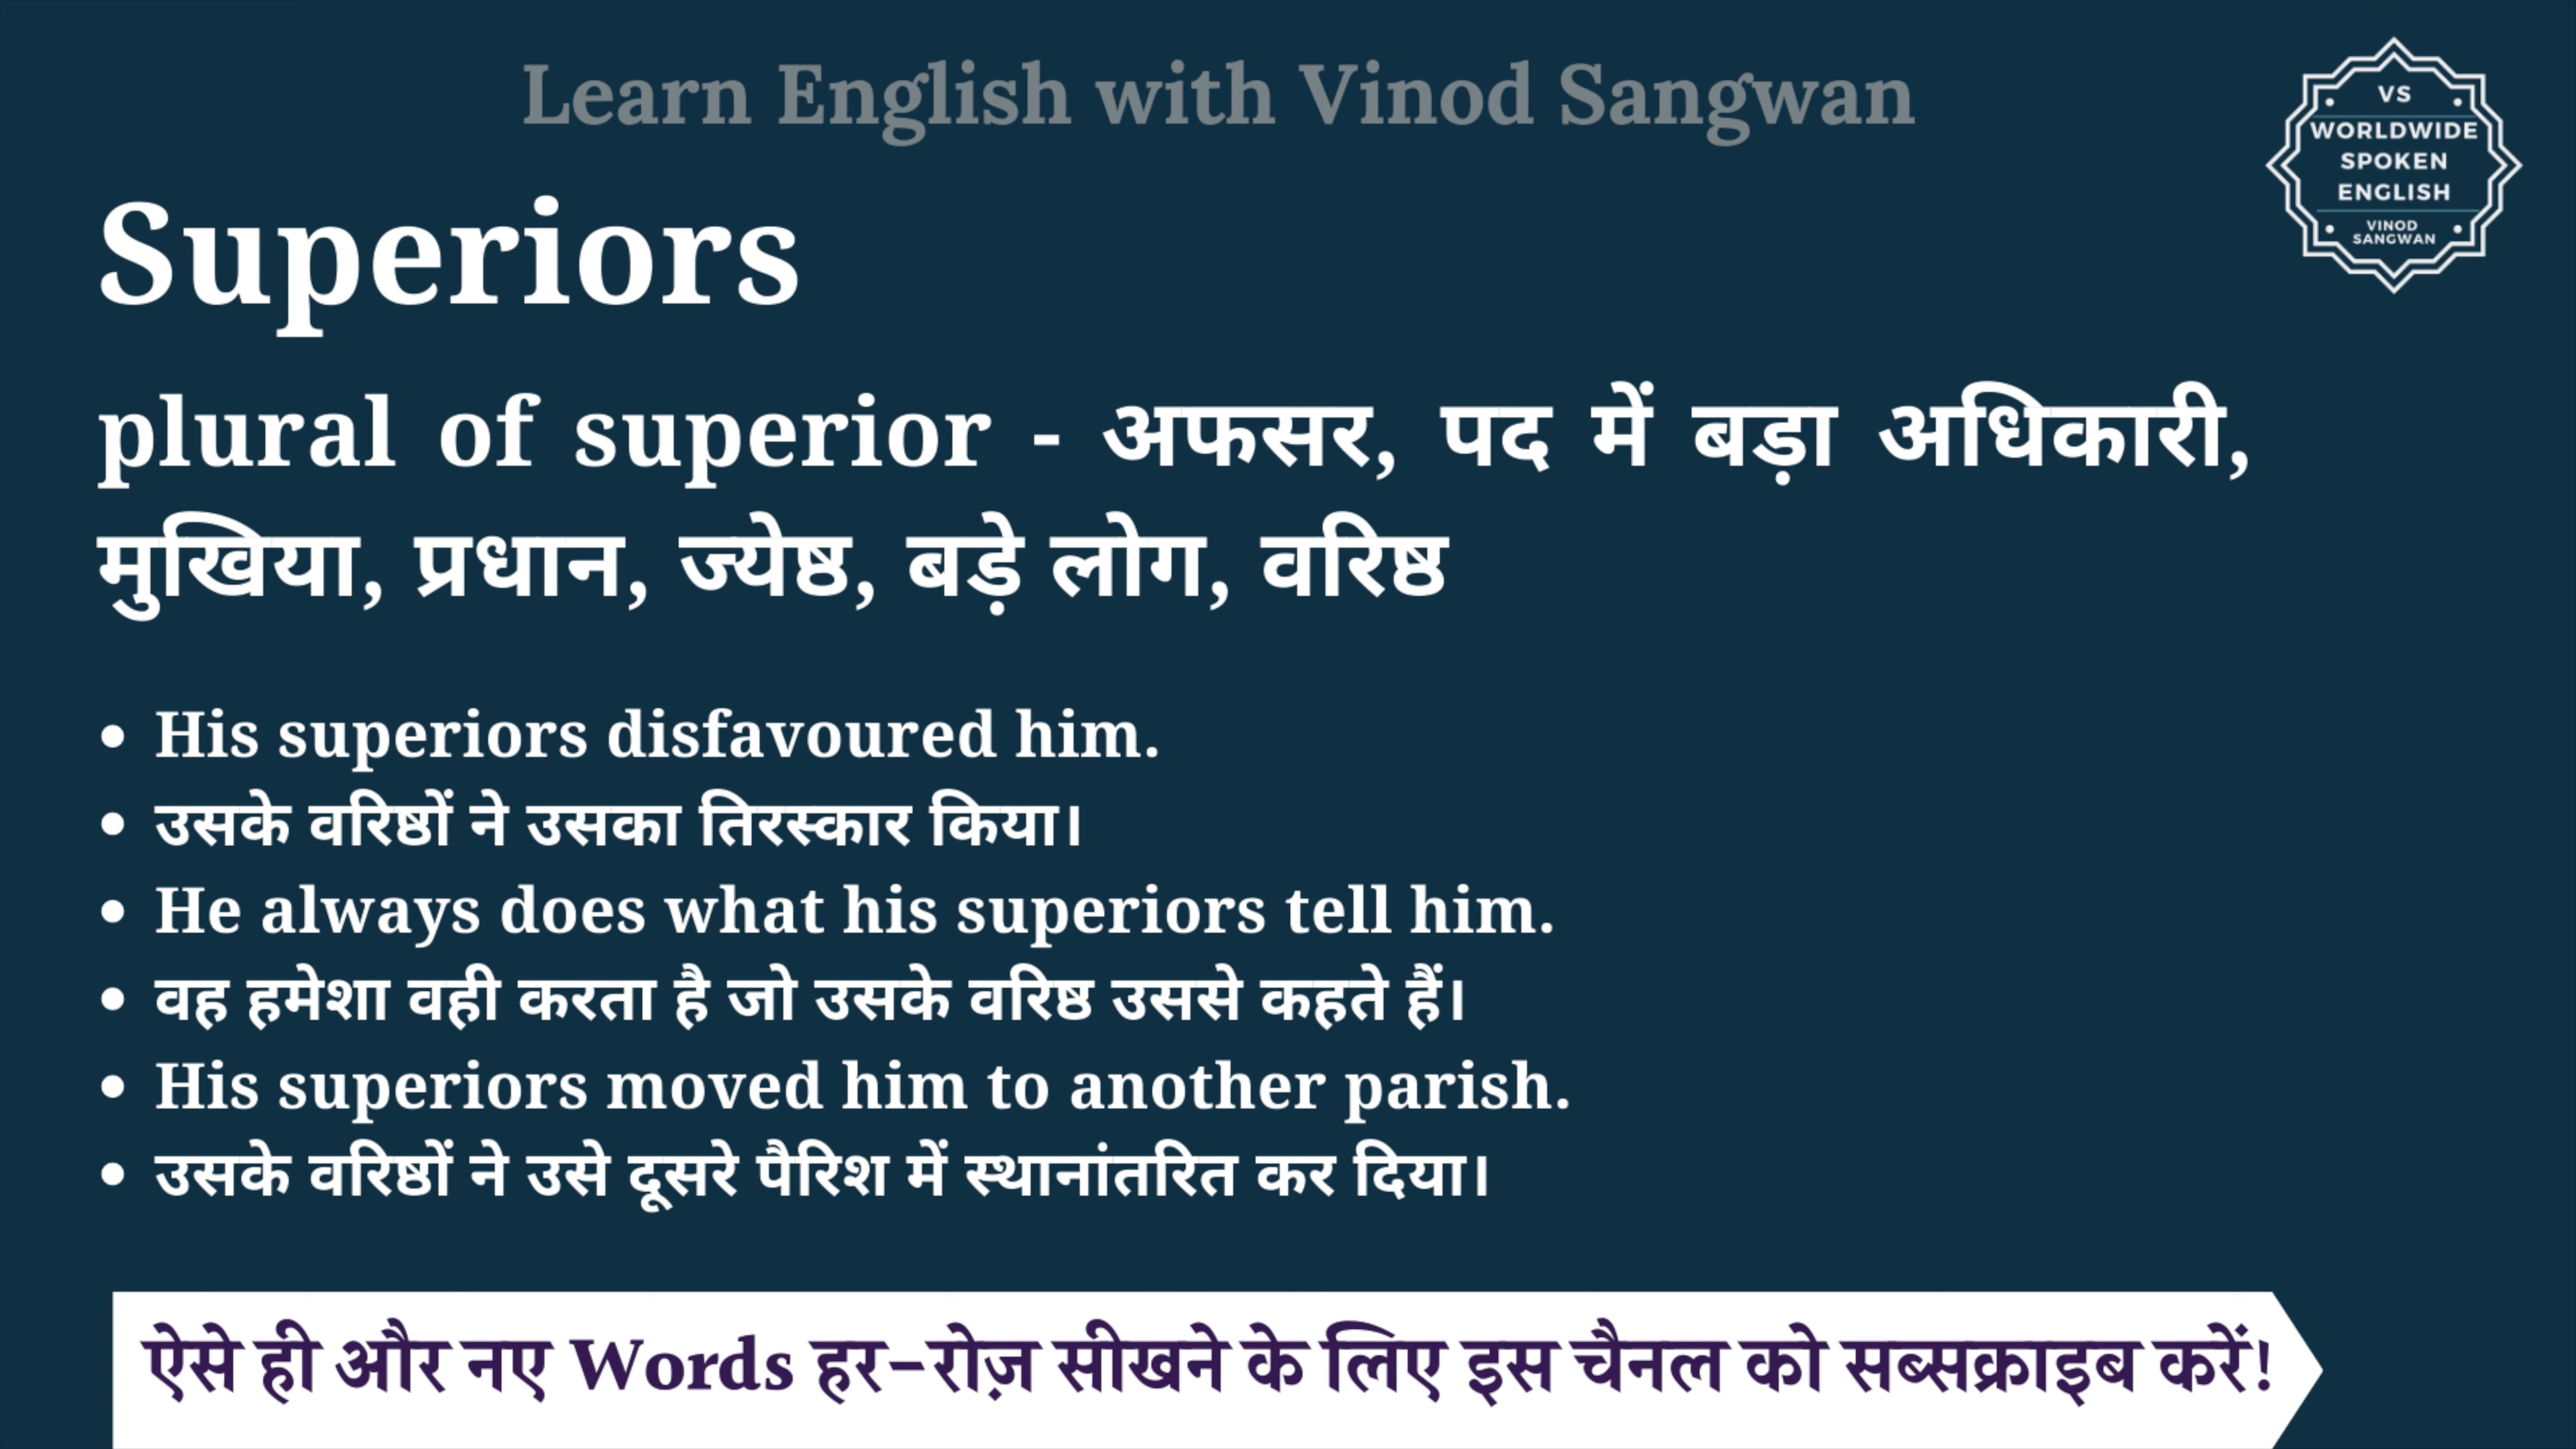 Learn English with Vinod Sangwan
VS
WORLDWIDE
SPOKEN
ENGLISH
VINOD
SANGWAN
Superiors
plural of superior - अफसर, पद में बड़ा अधिकारी,
मुखिया, प्रधान, ज्येष्ठ, बड़े लोग, वरिष्ठ
• His superiors disfavoured him.
• उसके वरिष्ठों ने उसका तिरस्कार किया।
• He always does what his superiors tell him.
• वह हमेशा वही करता है जो उसके वरिष्ठ उससे कहते हैं।
• His superiors moved him to another parish.
• उसके वरिष्ठों ने उसे दूसरे पैरिश में स्थानांतरित कर दिया।
ऐसे ही और नए Words हर-रोज़ सीखने के लिए इस चैनल को सब्सक्राइब करें!